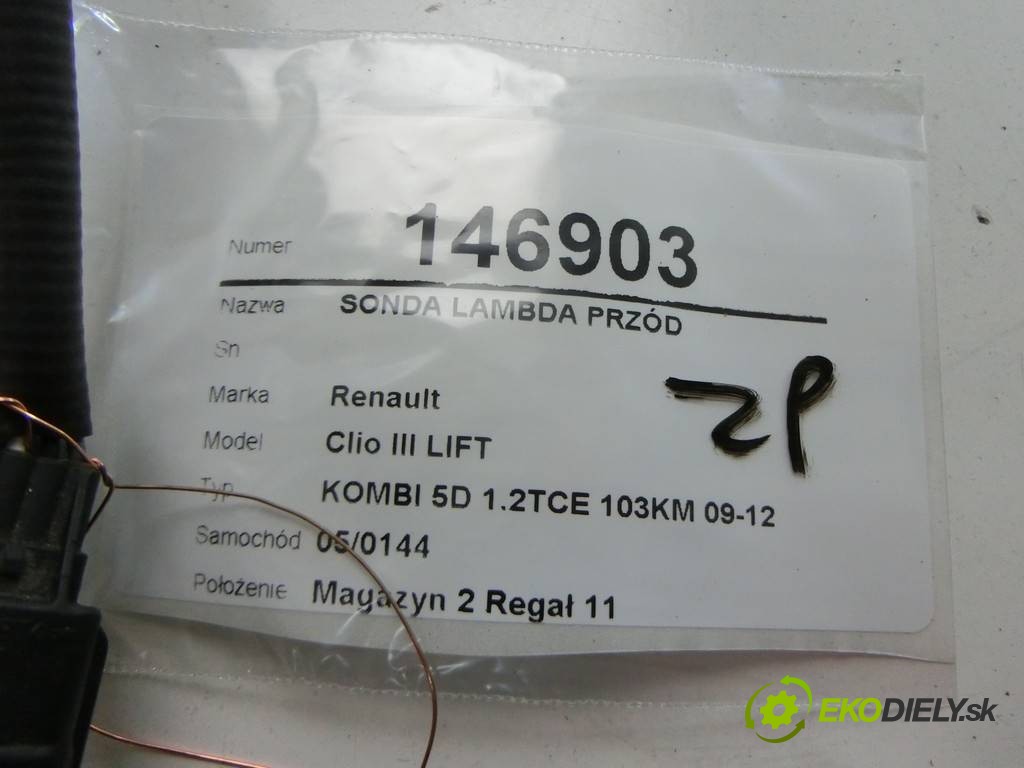 Numer 146903
Nazwa SONDA LAMBDA PRZÓD
Sn
Marka Renault
Model Clio III LIFT
Typ KOMBI 5D 1.2TCE 103KM 09-12
Samochód 05/0144
Położenie Magazyn 2 Regał 11
ZP
EKODIELY.sk